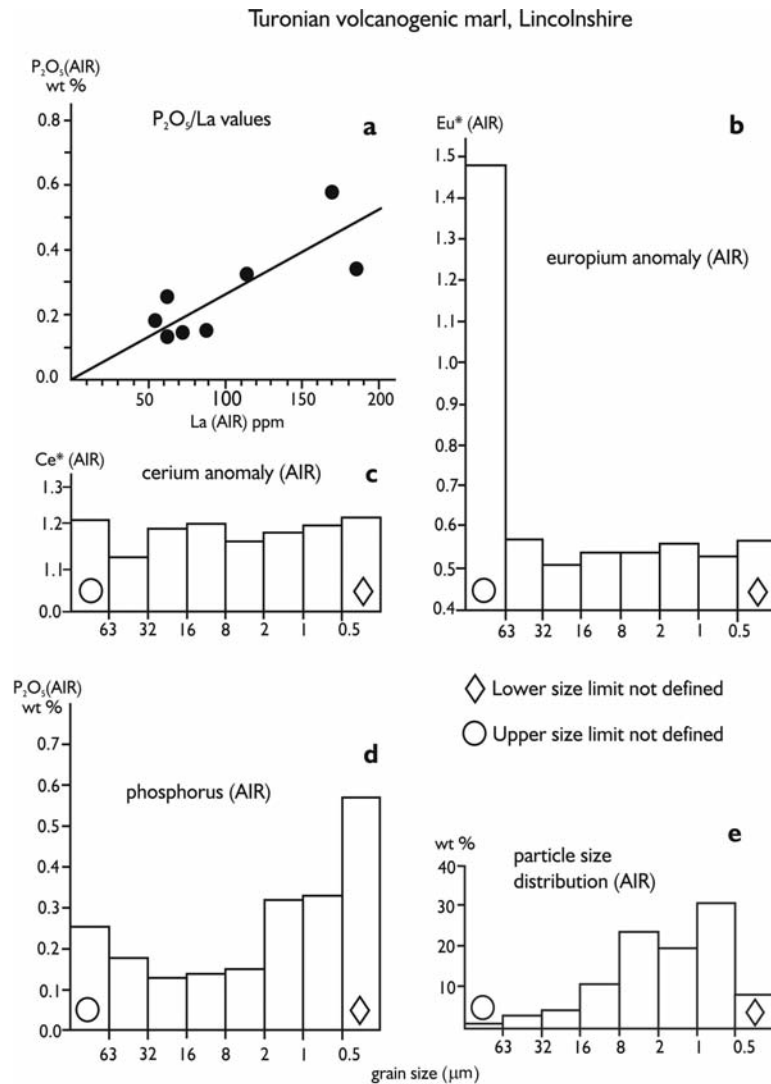 Turonian volcanogenic marl, Lincolnshire
P₂O₅(AIR)
wt %
P₂O₅/La values
a
0.8
0.6
0.4
0.2
0.0
50
100
150
200
La (AIR) ppm
Eu* (AIR)
b
1.5
1.4
1.3
1.2
1.1
1.0
0.9
0.8
0.7
0.6
0.5
0.4
europium anomaly (AIR)
63 32 16 8 2 1 0.5
Ce* (AIR)
cerium anomaly (AIR)
c
1.3
1.2
1.1
0.0
63 32 16 8 2 1 0.5
P₂O₅(AIR)
wt %
d
phosphorus (AIR)
0.7
0.6
0.5
0.4
0.3
0.2
0.1
0.0
63 32 16 8 2 1 0.5
Lower size limit not defined
Upper size limit not defined
e
wt %
particle size
distribution (AIR)
40
30
20
10
63 32 16 8 2 1 0.5
grain size (μm)